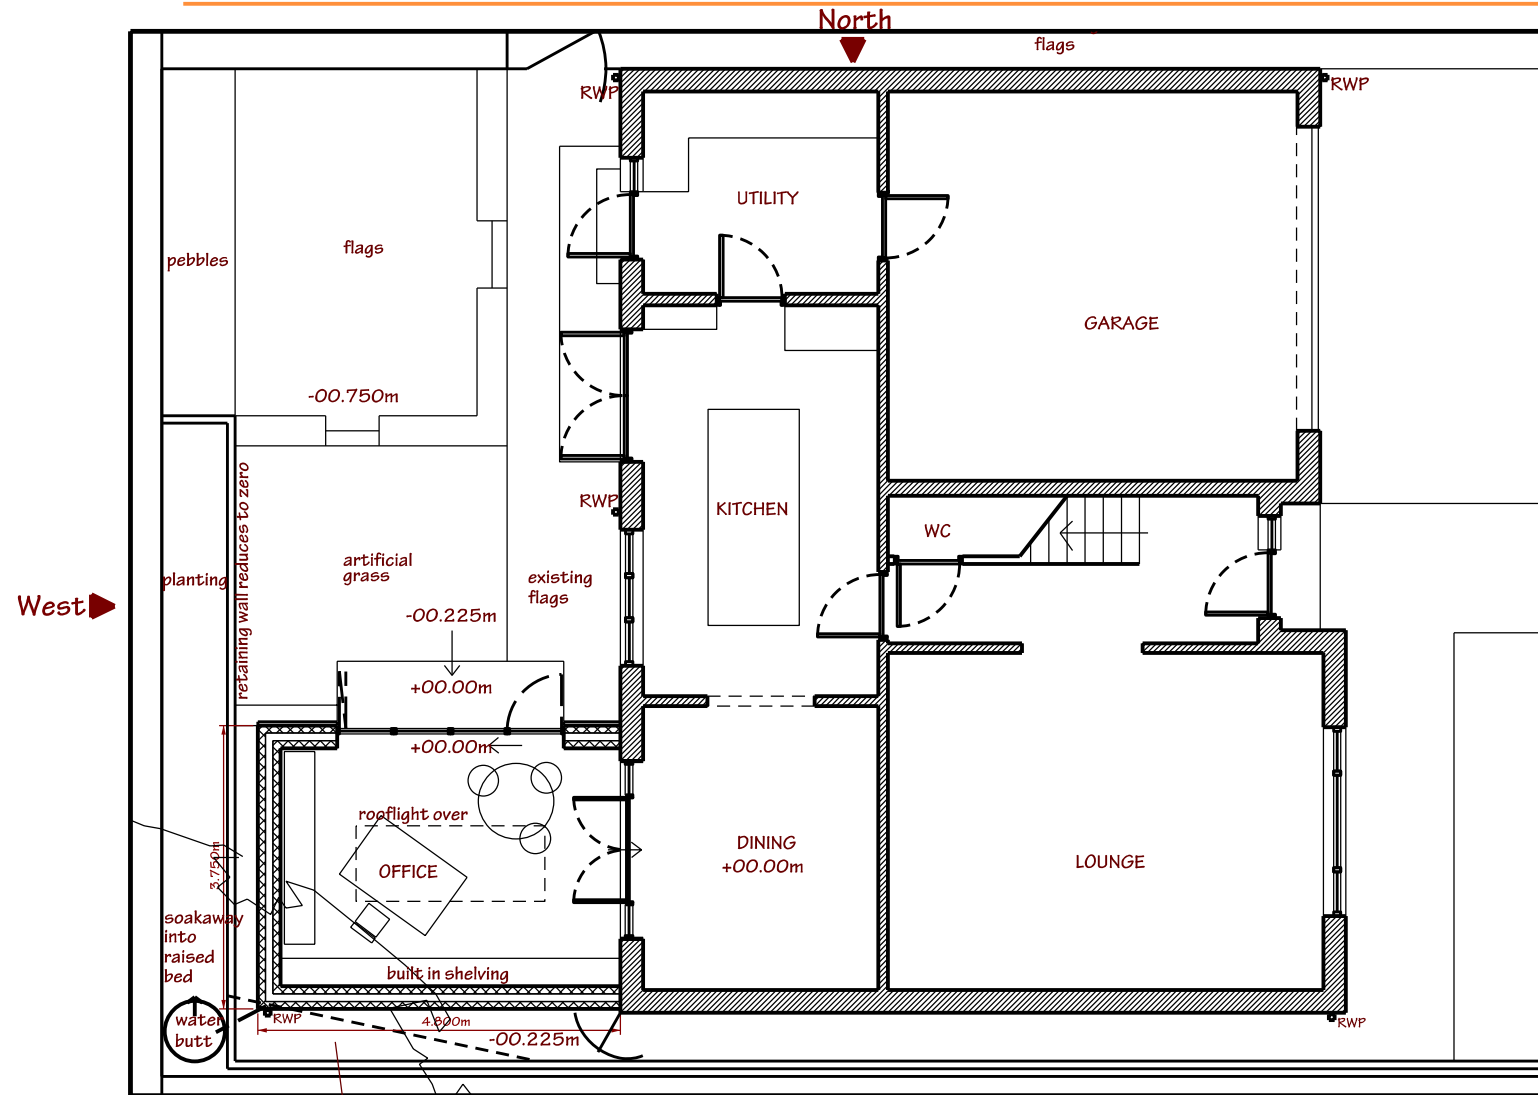 North
flags
RWP
RWP
UTILITY
flags
pebbles
GARAGE
-00.750m
RWP
KITCHEN
WC
retaining wall reduces to zero
artificial
grass
existing
flags
planting
West
-00.225m
+00.00m
+00.00m
rooflight over
OFFICE
DINING
+00.00m
LOUNGE
3.750m
soakaway
into
raised
bed
built in shelving
water
butt
RWP
4.800m
-00.225m
RWP